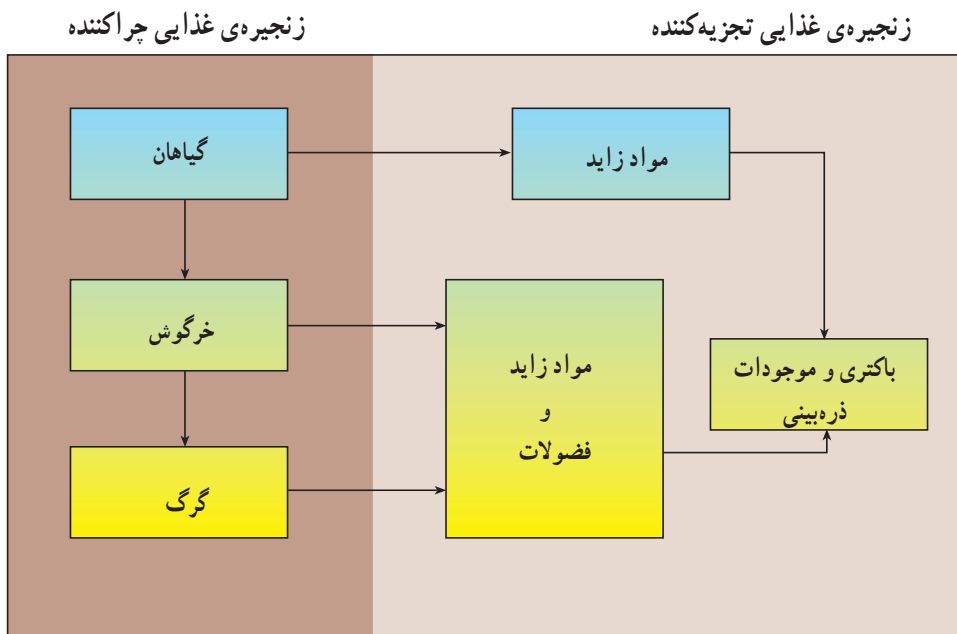 زنجیره‌ی غذایی تجزیه‌کننده
زنجیره‌ی غذایی چراکننده
گیاهان
مواد زاید
خرگوش
مواد زاید
و
فضولات
باکتری و موجودات
ذره‌بینی
گرگ